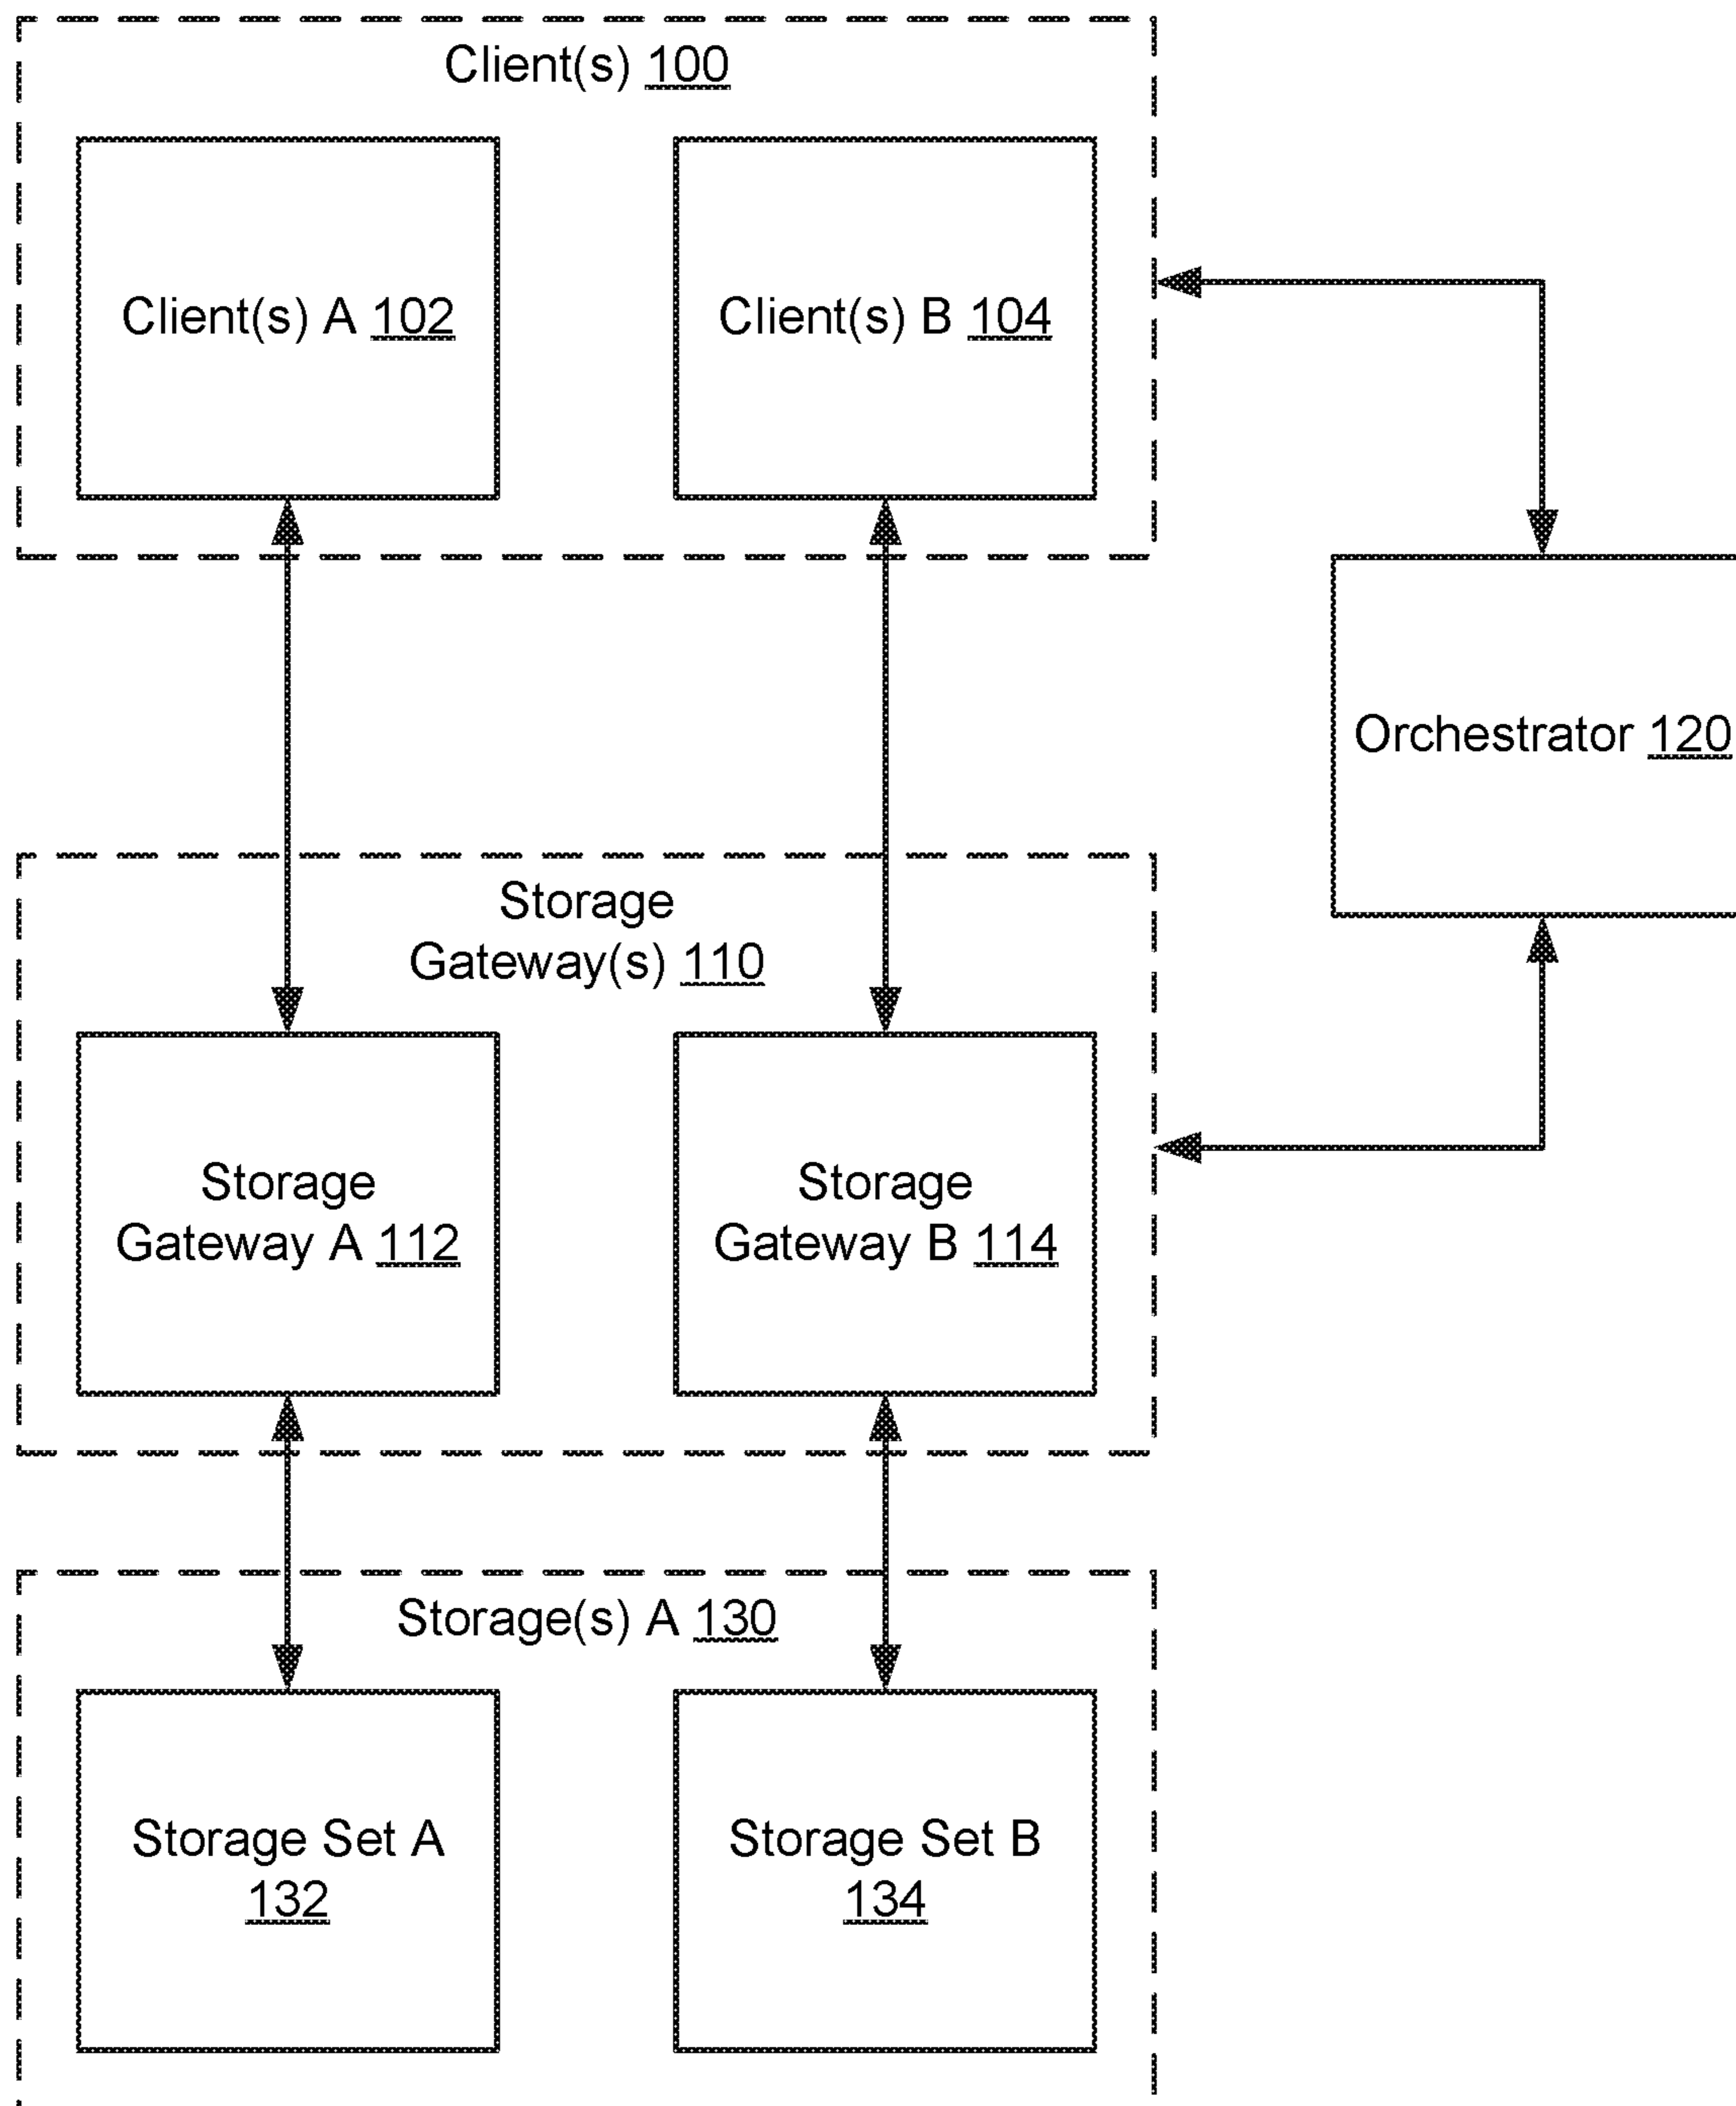 Client(s) 100
Client(s) A 102
Client(s) B 104
Orchestrator 120
Storage
Gateway(s) 110
Storage
Gateway A 112
Storage
Gateway B 114
Storage(s) A 130
Storage Set A
132
Storage Set B
134